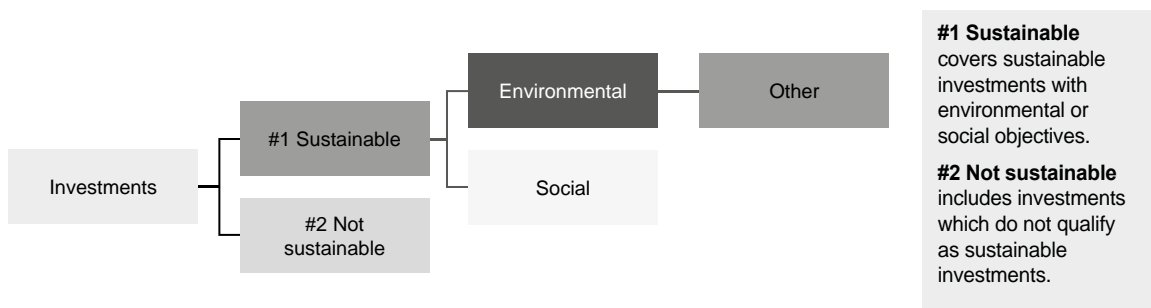 Investments
#1 Sustainable
#2 Not
sustainable
Environmental
Social
Other
#1 Sustainable
covers sustainable
investments with
environmental or
social objectives.
#2 Not sustainable
includes investments
which do not qualify
as sustainable
investments.